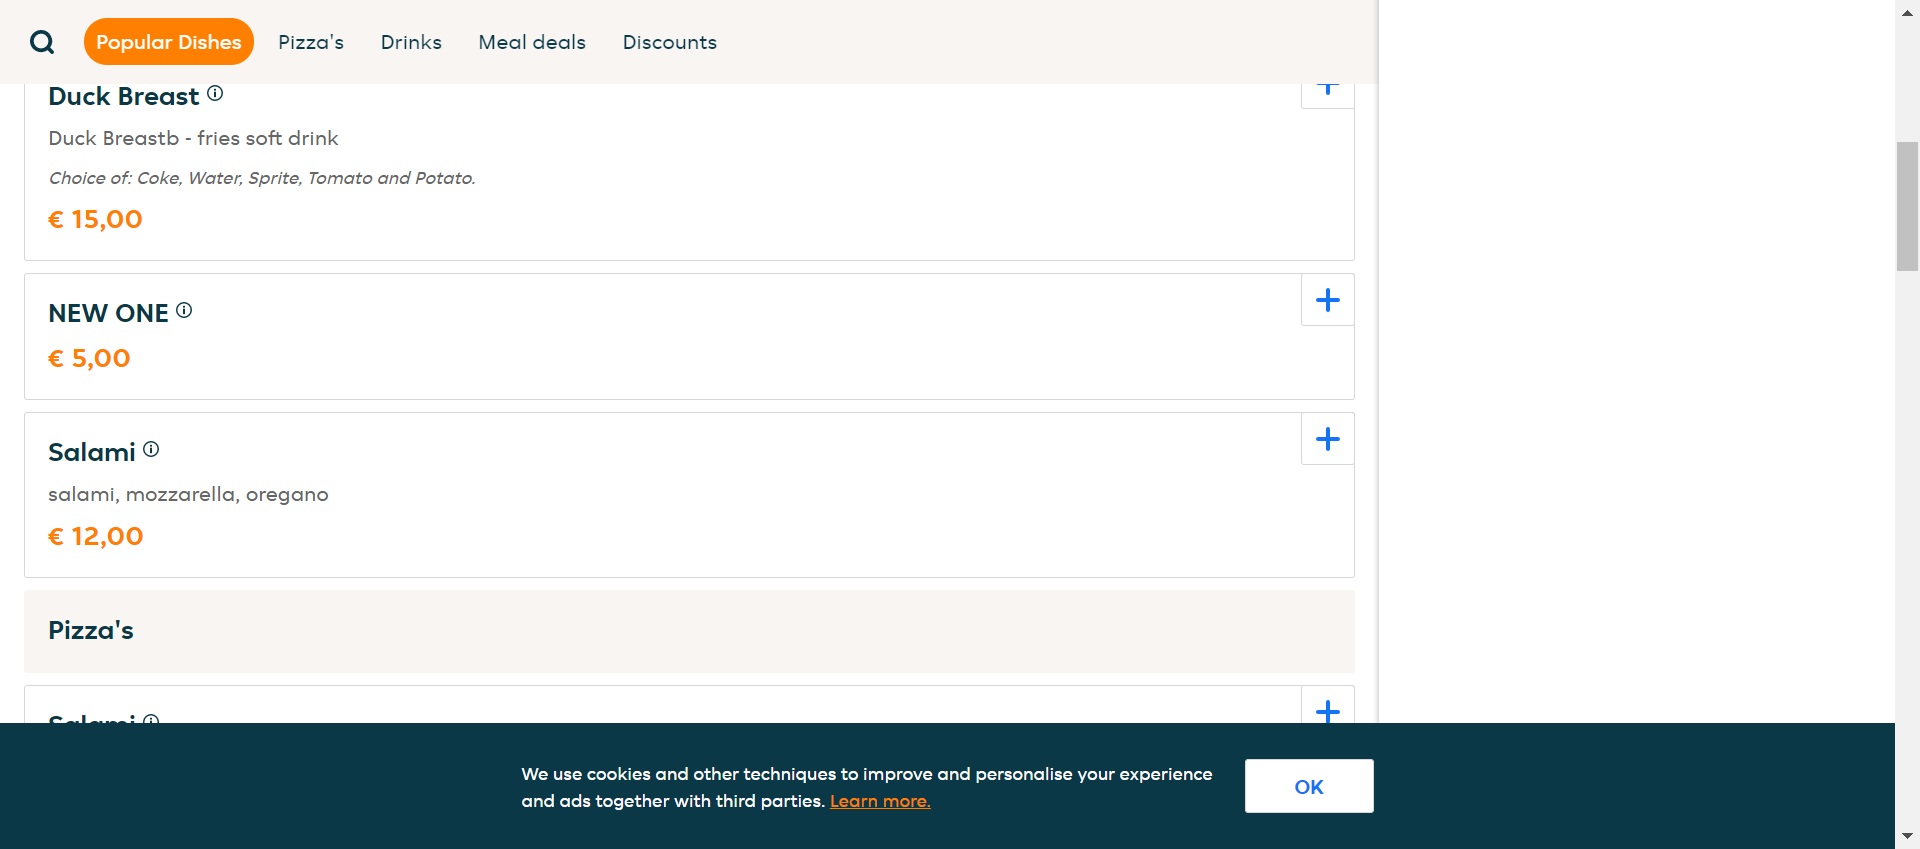 Popular Dishes Pizza's Drinks Meal deals Discounts
Duck Breast
Duck Breastb - fries soft drink
Choice of: Coke, Water, Sprite, Tomato and Potato.
€ 15,00
NEW ONE
€ 5,00
Salami
salami, mozzarella, oregano
€ 12,00
Pizza's
Salami
We use cookies and other techniques to improve and personalise your experience
and ads together with third parties. Learn more.
OK